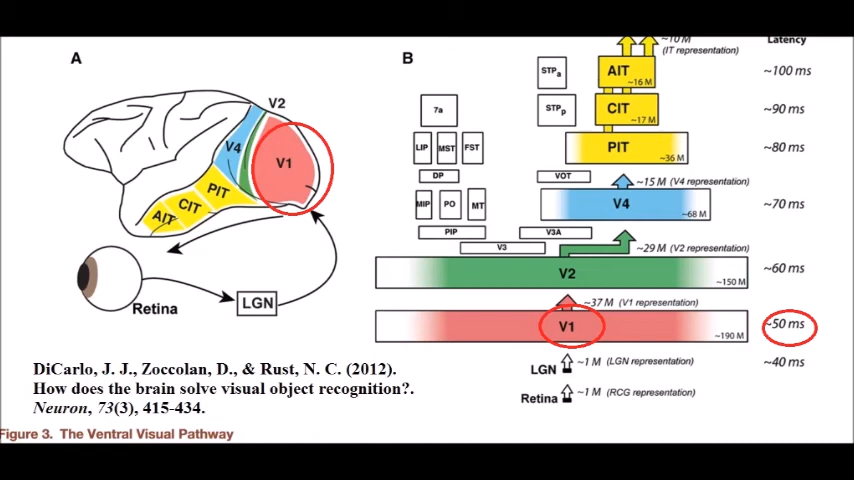 A
V2
V4
V1
PIT
CIT
AIT
Retina
LGN
DiCarlo, J. J., Zoccolan, D., & Rust, N. C. (2012).
How does the brain solve visual object recognition?.
Neuron, 73(3), 415-434.
Figure 3. The Ventral Visual Pathway
B
~10 M
(IT representation)
Latency
STPa
AIT
~16 M
~100 ms
7a
STPp
CIT
~17 M
~90 ms
LIP
MST
FST
PIT
~36 M
~80 ms
DP
VOT
~15 M (V4 representation)
MIP
PO
MT
V4
~68 M
~70 ms
PIP
V3A
V3
~29 M (V2 representation)
V2
~150 M
~60 ms
~37 M (V1 representation)
V1
~190 M
~50 ms
LGN
~1 M (LGN representation)
~40 ms
Retina
~1 M (RCG representation)